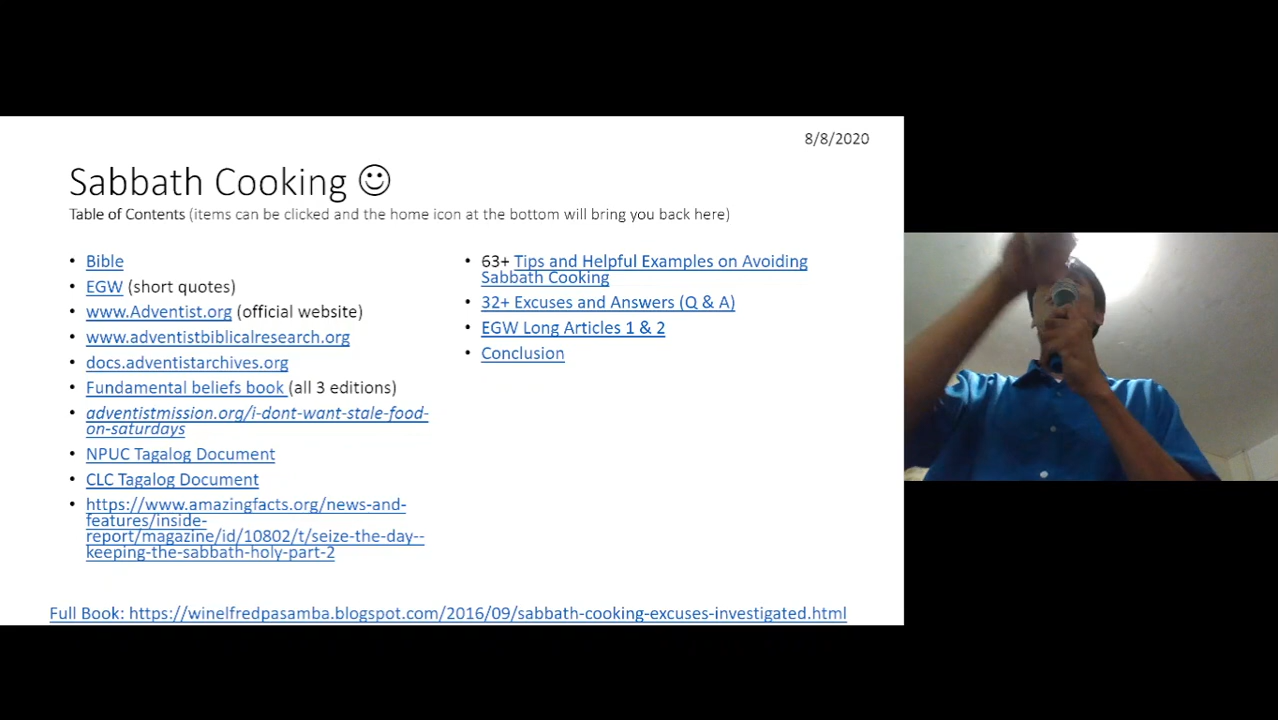 8/8/2020
Sabbath Cooking ☺
Table of Contents (items can be clicked and the home icon at the bottom will bring you back here)
• Bible
• EGW (short quotes)
• www.Adventist.org (official website)
• www.adventistbiblicalresearch.org
• docs.adventistarchives.org
• Fundamental beliefs book (all 3 editions)
• adventistmission.org/i-dont-want-stale-food-
on-saturdays
• NPUC Tagalog Document
• CLC Tagalog Document
• https://www.amazingfacts.org/news-and-
features/inside-
report/magazine/id/10802/t/seize-the-day--
keeping-the-sabbath-holy-part-2
• 63+ Tips and Helpful Examples on Avoiding
Sabbath Cooking
• 32+ Excuses and Answers (Q & A)
• EGW Long Articles 1 & 2
• Conclusion
Full Book: https://winelfredpasamba.blogspot.com/2016/09/sabbath-cooking-excuses-investigated.html